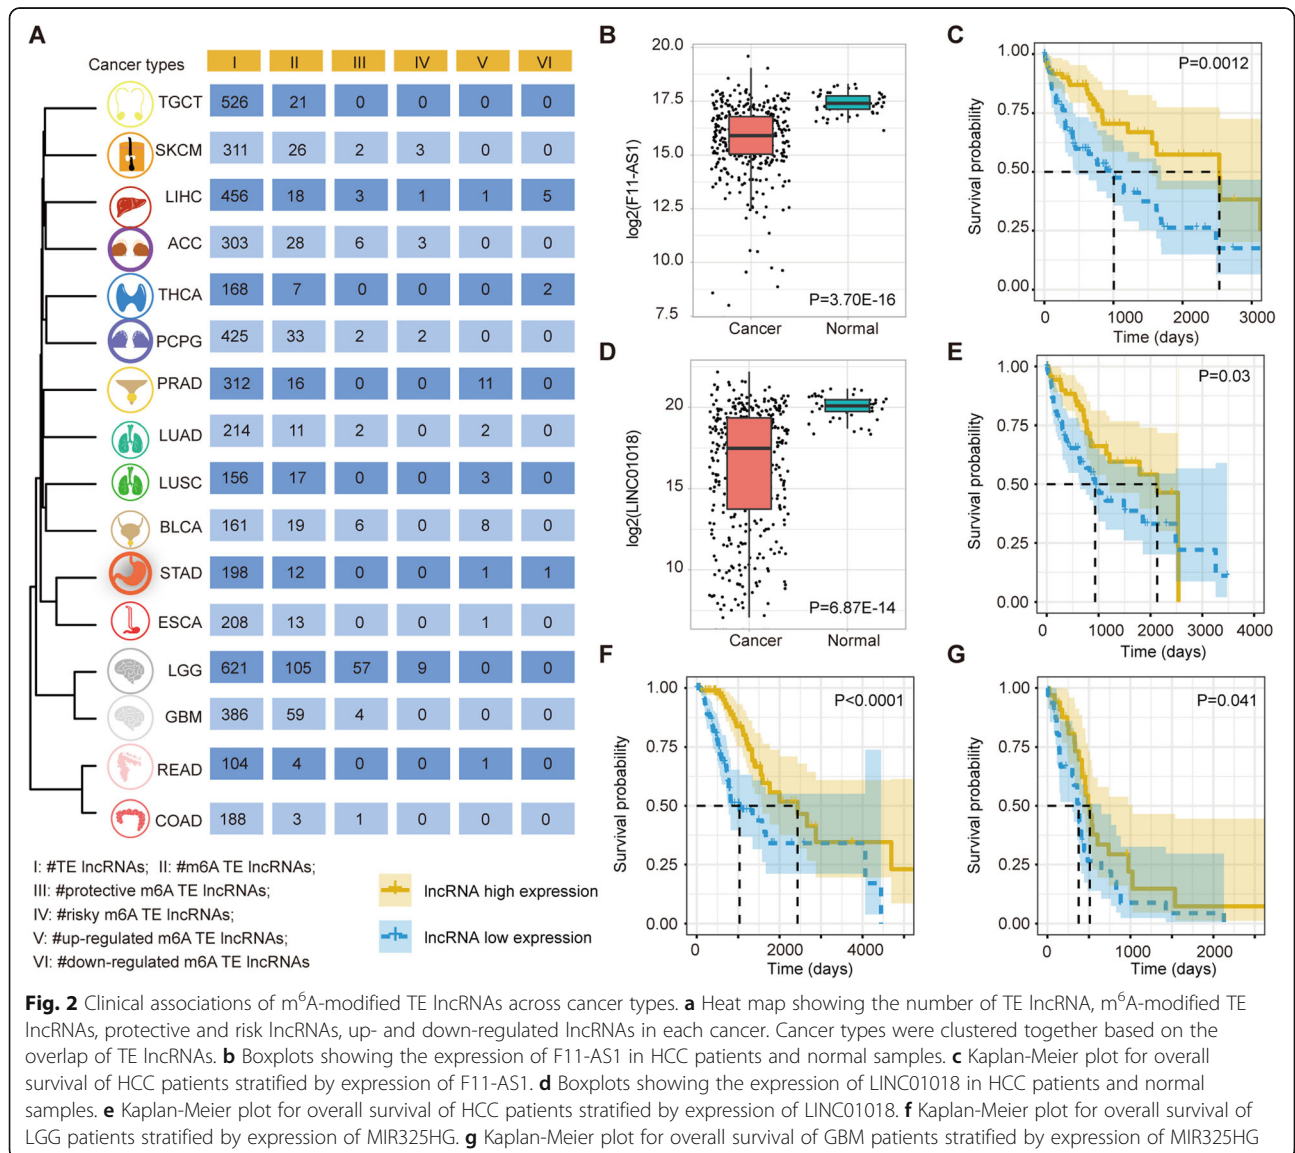 A
Cancer types I II III IV V VI
TGCT 526 21 0 0 0 0
SKCM 311 26 2 3 0 0
LIHC 456 18 3 1 1 5
ACC 303 28 6 3 0 0
THCA 168 7 0 0 0 2
PCPG 425 33 2 2 0 0
PRAD 312 16 0 0 11 0
LUAD 214 11 2 0 2 0
LUSC 156 17 0 0 3 0
BLCA 161 19 6 0 8 0
STAD 198 12 0 0 1 1
ESCA 208 13 0 0 1 0
LGG 621 105 57 9 0 0
GBM 386 59 4 0 0 0
READ 104 4 0 0 1 0
COAD 188 3 1 0 0 0
I: #TE lncRNAs; II: #m6A TE lncRNAs;
III: #protective m6A TE lncRNAs;
IV: #risky m6A TE lncRNAs;
V: #up-regulated m6A TE lncRNAs;
VI: #down-regulated m6A TE lncRNAs
lncRNA high expression
lncRNA low expression
B
log2(F11-AS1)
20.0
17.5
15.0
12.5
10.0
7.5
P=3.70E-16
Cancer Normal
C
Survival probability
1.00
0.75
0.50
0.25
0.00
P=0.0012
0 1000 2000 3000
Time (days)
D
log2(LINC01018)
20
15
10
P=6.87E-14
Cancer Normal
E
Survival probability
1.00
0.75
0.50
0.25
0.00
P=0.03
0 1000 2000 3000 4000
Time (days)
F
Survival probability
1.00
0.75
0.50
0.25
0.00
P<0.0001
0 1000 2000 4000
Time (days)
G
Survival probability
1.00
0.75
0.50
0.25
0.00
P=0.041
0 1000 2000
Time (days)
Fig. 2 Clinical associations of m6A-modified TE lncRNAs across cancer types. a Heat map showing the number of TE lncRNA, m6A-modified TE
lncRNAs, protective and risk lncRNAs, up- and down-regulated lncRNAs in each cancer. Cancer types were clustered together based on the
overlap of TE lncRNAs. b Boxplots showing the expression of F11-AS1 in HCC patients and normal samples. c Kaplan-Meier plot for overall
survival of HCC patients stratified by expression of F11-AS1. d Boxplots showing the expression of LINC01018 in HCC patients and normal
samples. e Kaplan-Meier plot for overall survival of HCC patients stratified by expression of LINC01018. f Kaplan-Meier plot for overall survival of
LGG patients stratified by expression of MIR325HG. g Kaplan-Meier plot for overall survival of GBM patients stratified by expression of MIR325HG